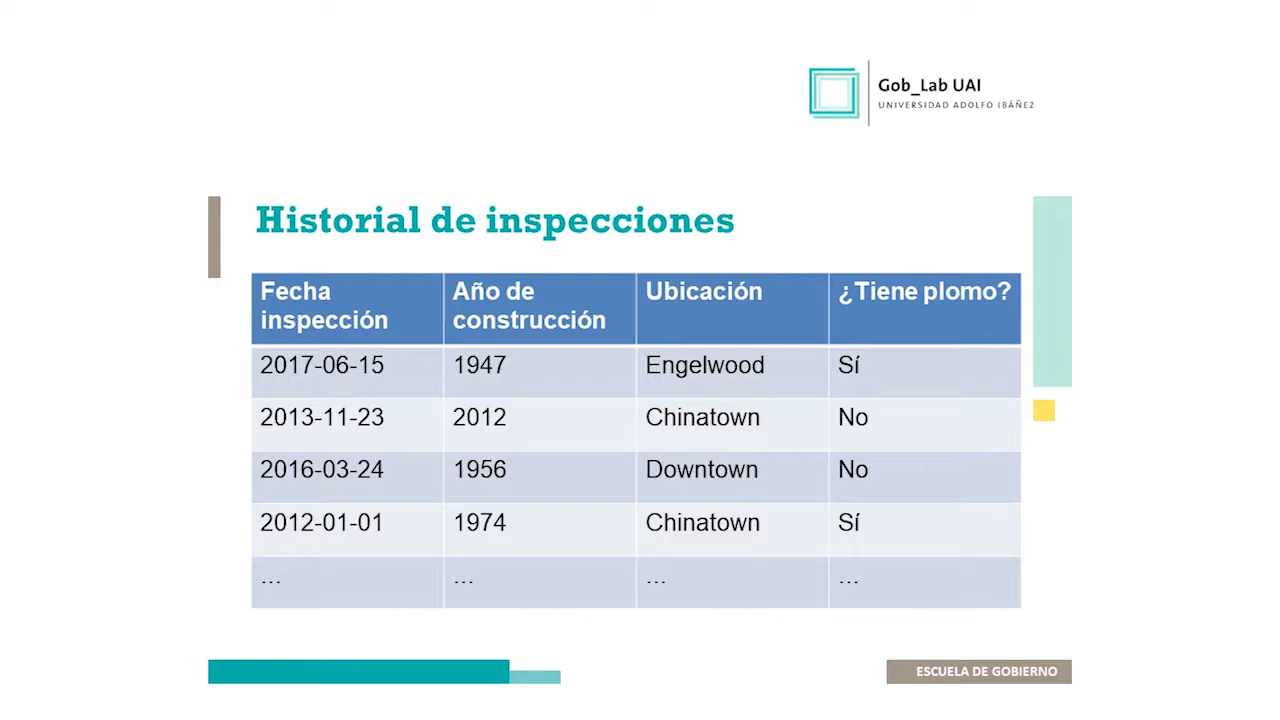 Gob_Lab UAI
UNIVERSIDAD ADOLFO IBÁÑEZ
Historial de inspecciones
Fecha inspección Año de construcción Ubicación ¿Tiene plomo?
2017-06-15 1947 Engelwood Sí
2013-11-23 2012 Chinatown No
2016-03-24 1956 Downtown No
2012-01-01 1974 Chinatown Sí
... ... ... ...
ESCUELA DE GOBIERNO